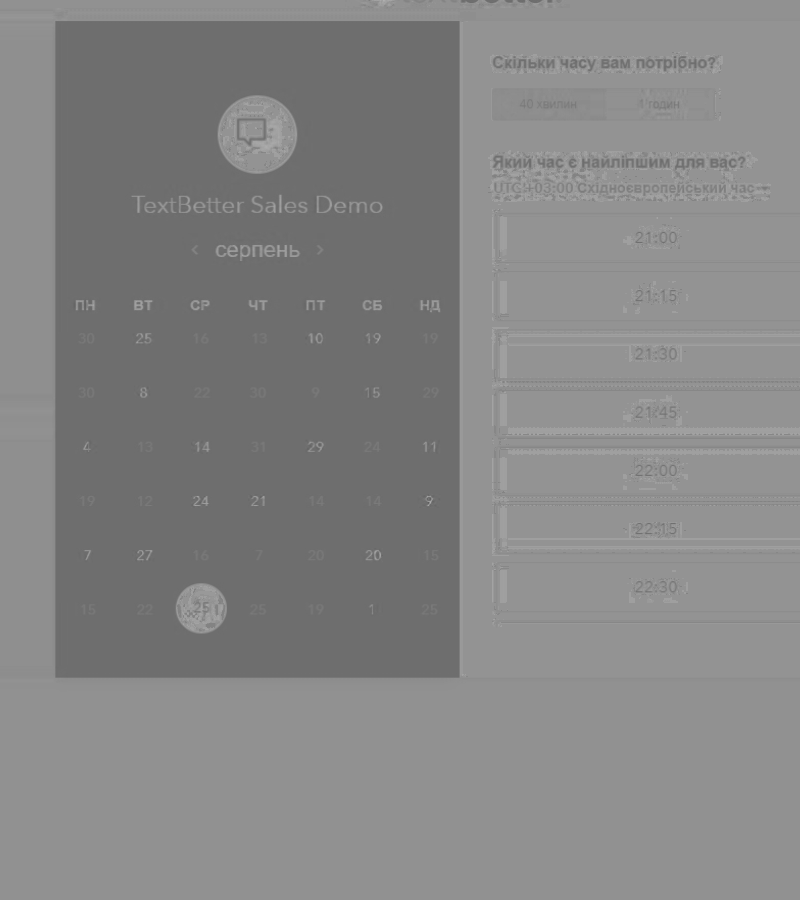 TextBetter Sales Demo
‹ серпень ›
ПН ВТ СР ЧТ ПТ СБ НД
30 25 16 13 10 19 19
30 8 22 30 9 15 29
4 13 14 31 29 24 11
19 12 24 21 14 14 9
7 27 16 7 20 20 15
15 22 25 25 19 1 25
Скільки часу вам потрібно?
40 хвилин 1 годин
Який час є найліпшим для вас?
UTC +03:00 Східноєвропейський час
21:00
21:15
21:30
21:45
22:00
22:15
22:30